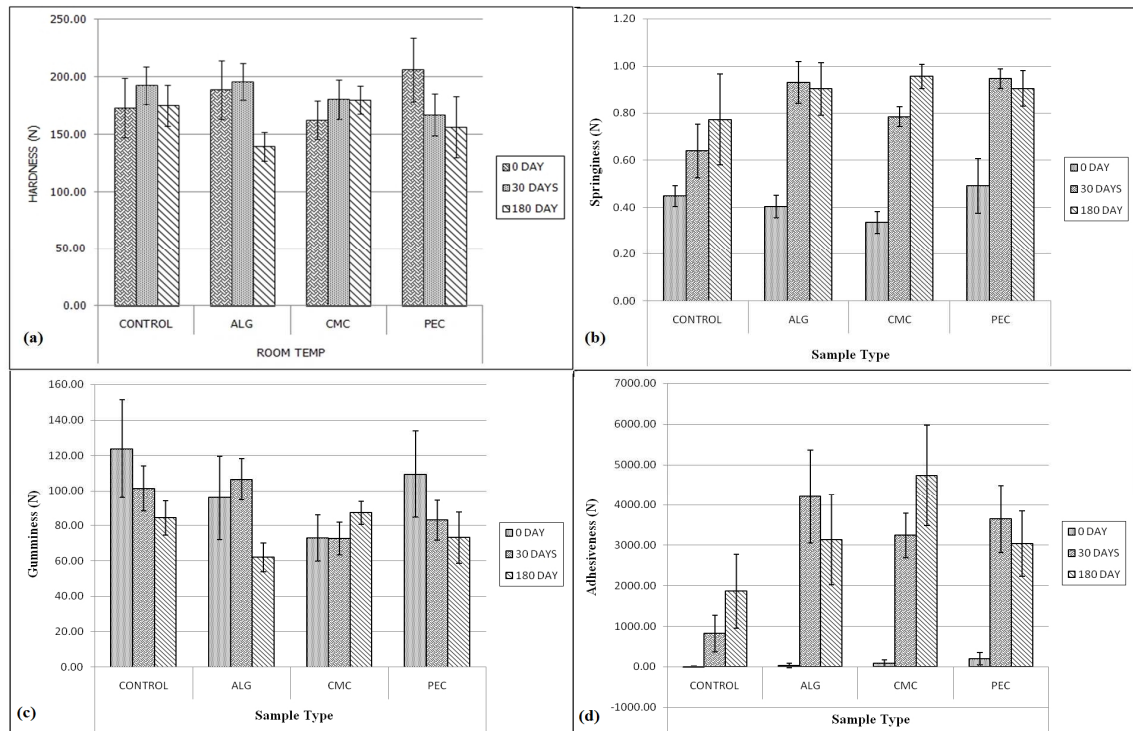 250.00
200.00
150.00
100.00
50.00
0.00
HARDNESS (N)
CONTROL ALG CMC PEC
ROOM TEMP
0 DAY
30 DAYS
180 DAY
(a)
1.20
1.00
0.80
0.60
0.40
0.20
0.00
Springiness (N)
CONTROL ALG CMC PEC
Sample Type
0 DAY
30 DAYS
180 DAY
(b)
160.00
140.00
120.00
100.00
80.00
60.00
40.00
20.00
0.00
Gumminess (N)
CONTROL ALG CMC PEC
Sample Type
0 DAY
30 DAYS
180 DAY
(c)
7000.00
6000.00
5000.00
4000.00
3000.00
2000.00
1000.00
0.00
-1000.00
Adhesiveness (N)
CONTROL ALG CMC PEC
Sample Type
0 DAY
30 DAYS
180 DAY
(d)